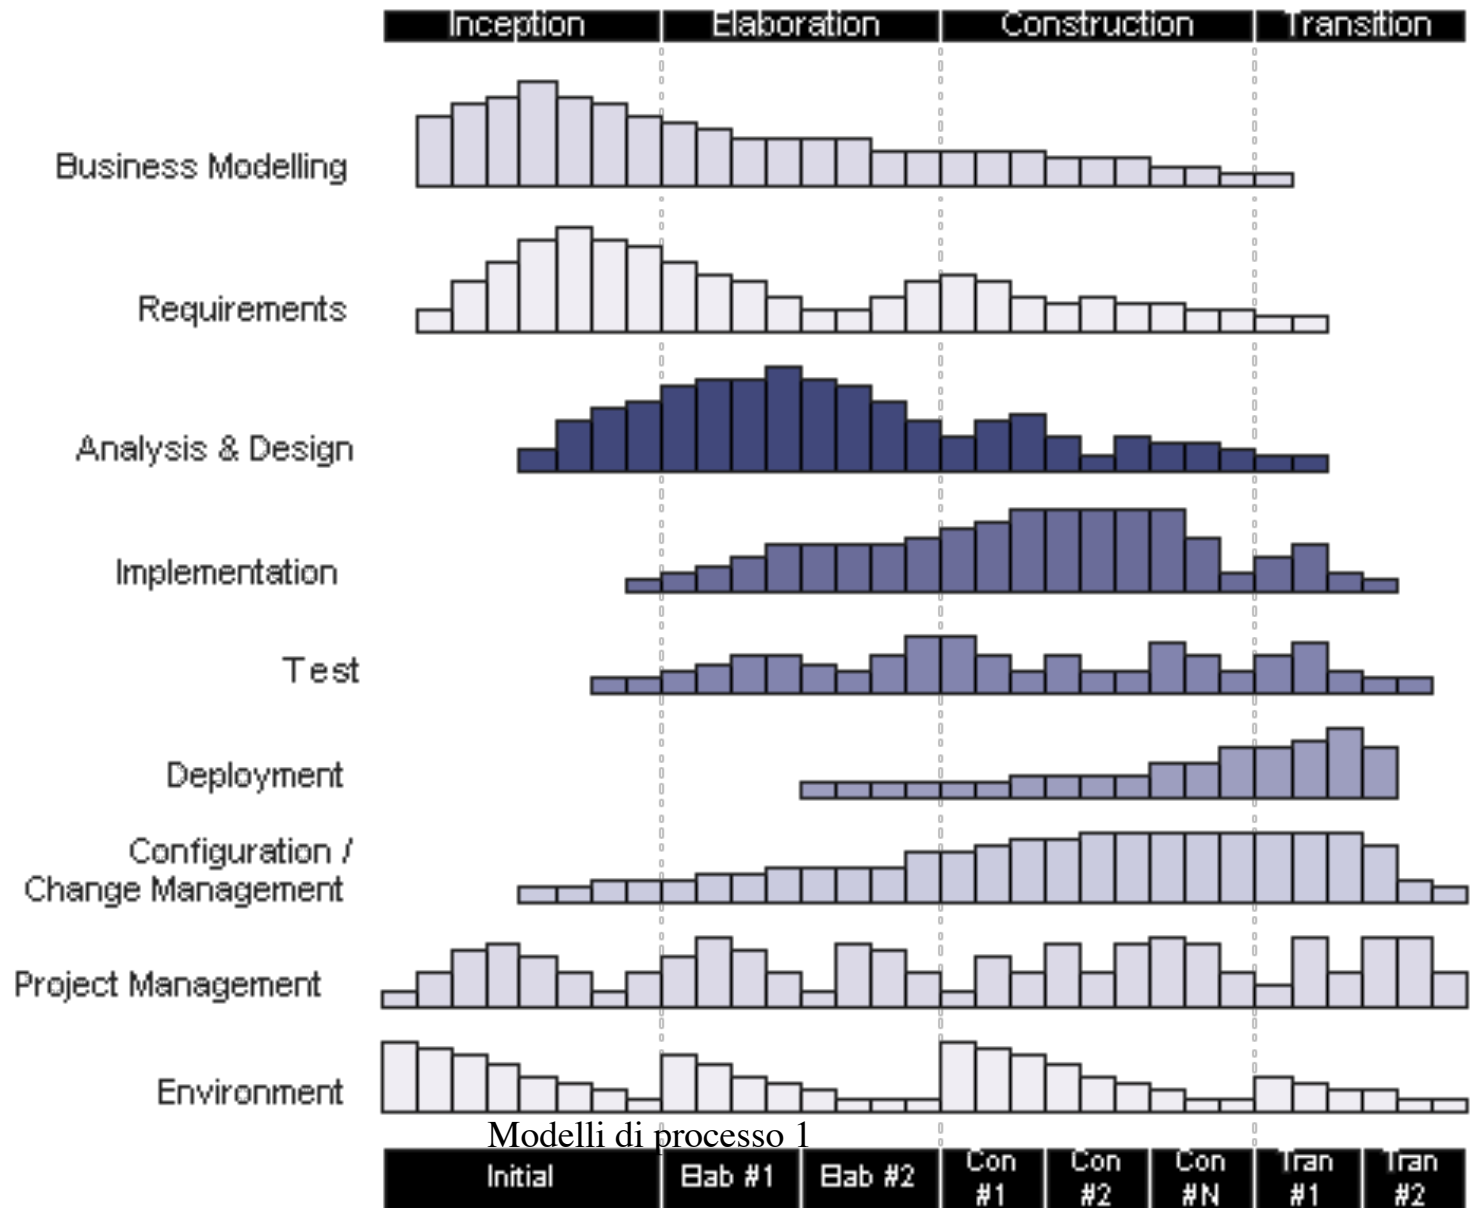 Inception Elaboration Construction Transition
Business Modelling
Requirements
Analysis & Design
Implementation
Test
Deployment
Configuration /
Change Management
Project Management
Environment
Modelli di processo 1
Initial Elab #1 Elab #2 Con #1 Con #2 Con #N Tran #1 Tran #2